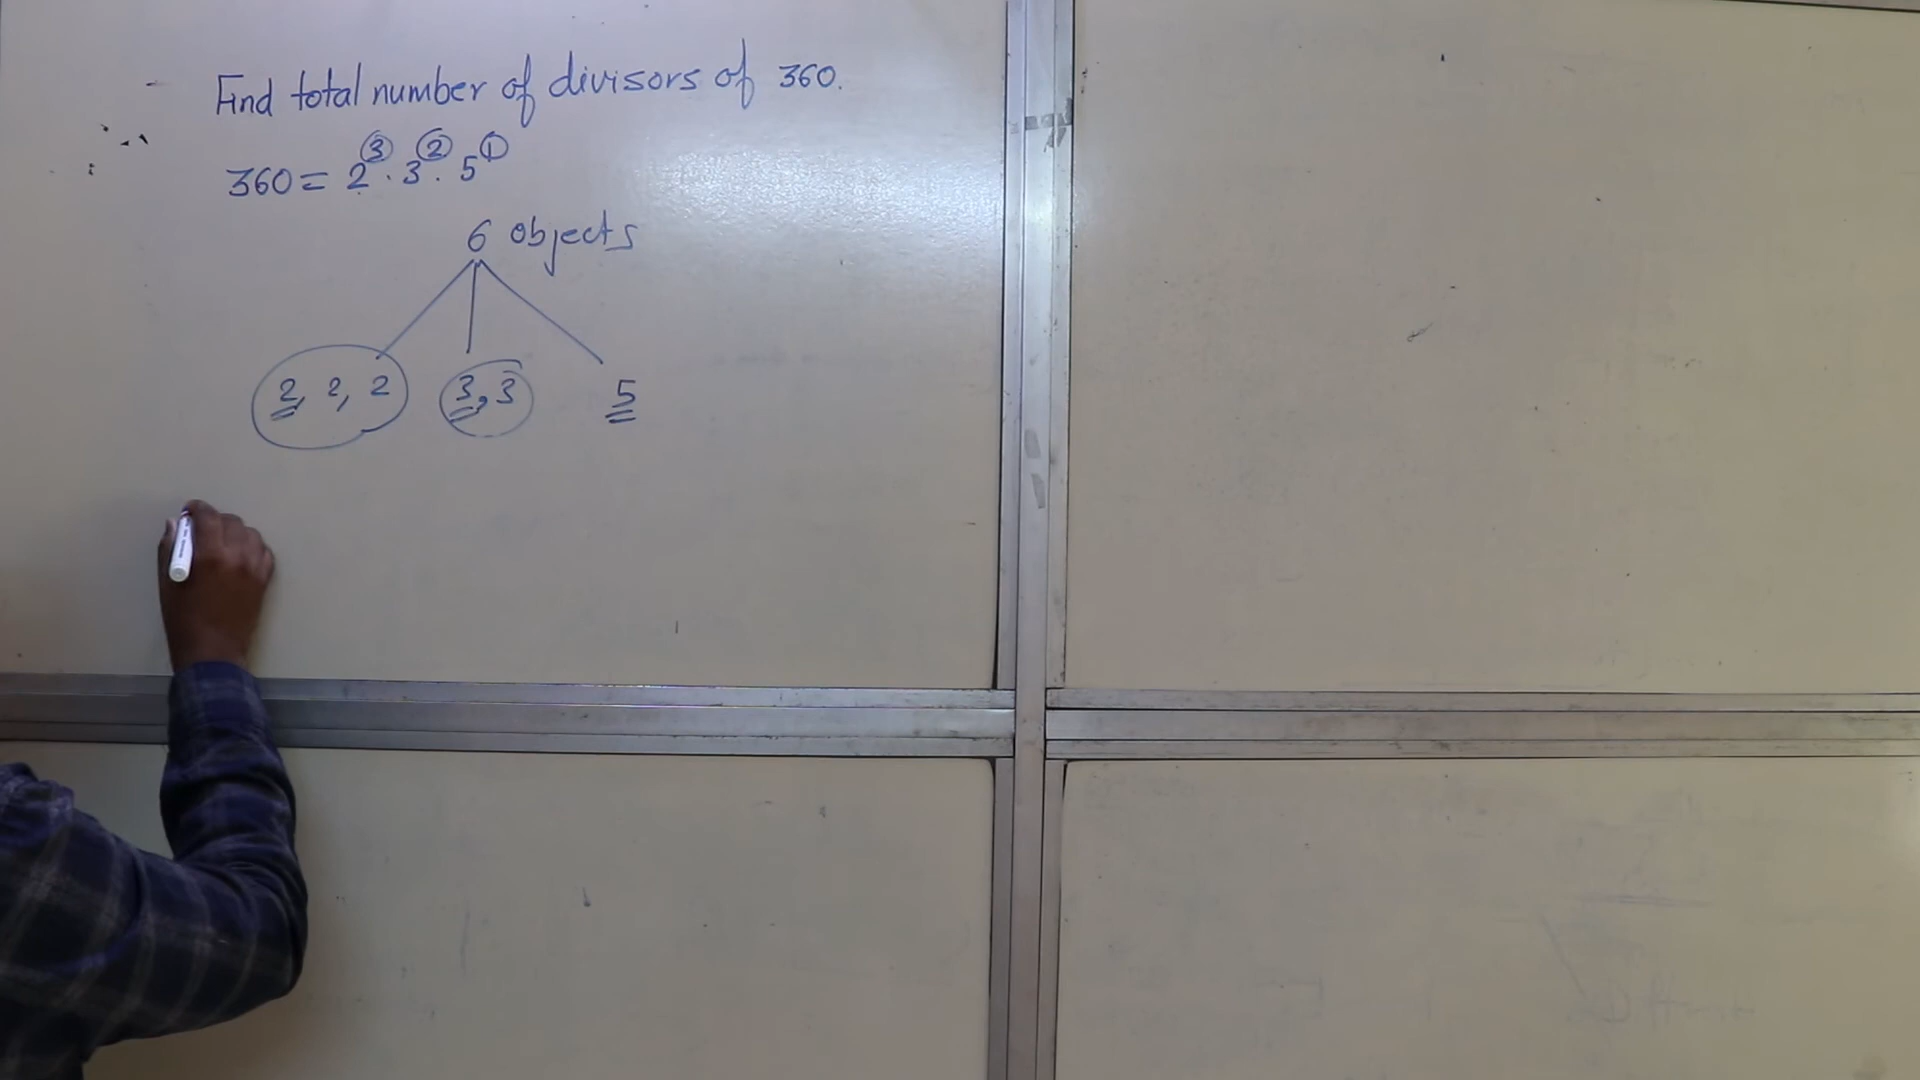 Find total number of divisors of 360.
360 = 2³ · 3² · 5¹
6 objects
2, 2, 2 3, 3 5